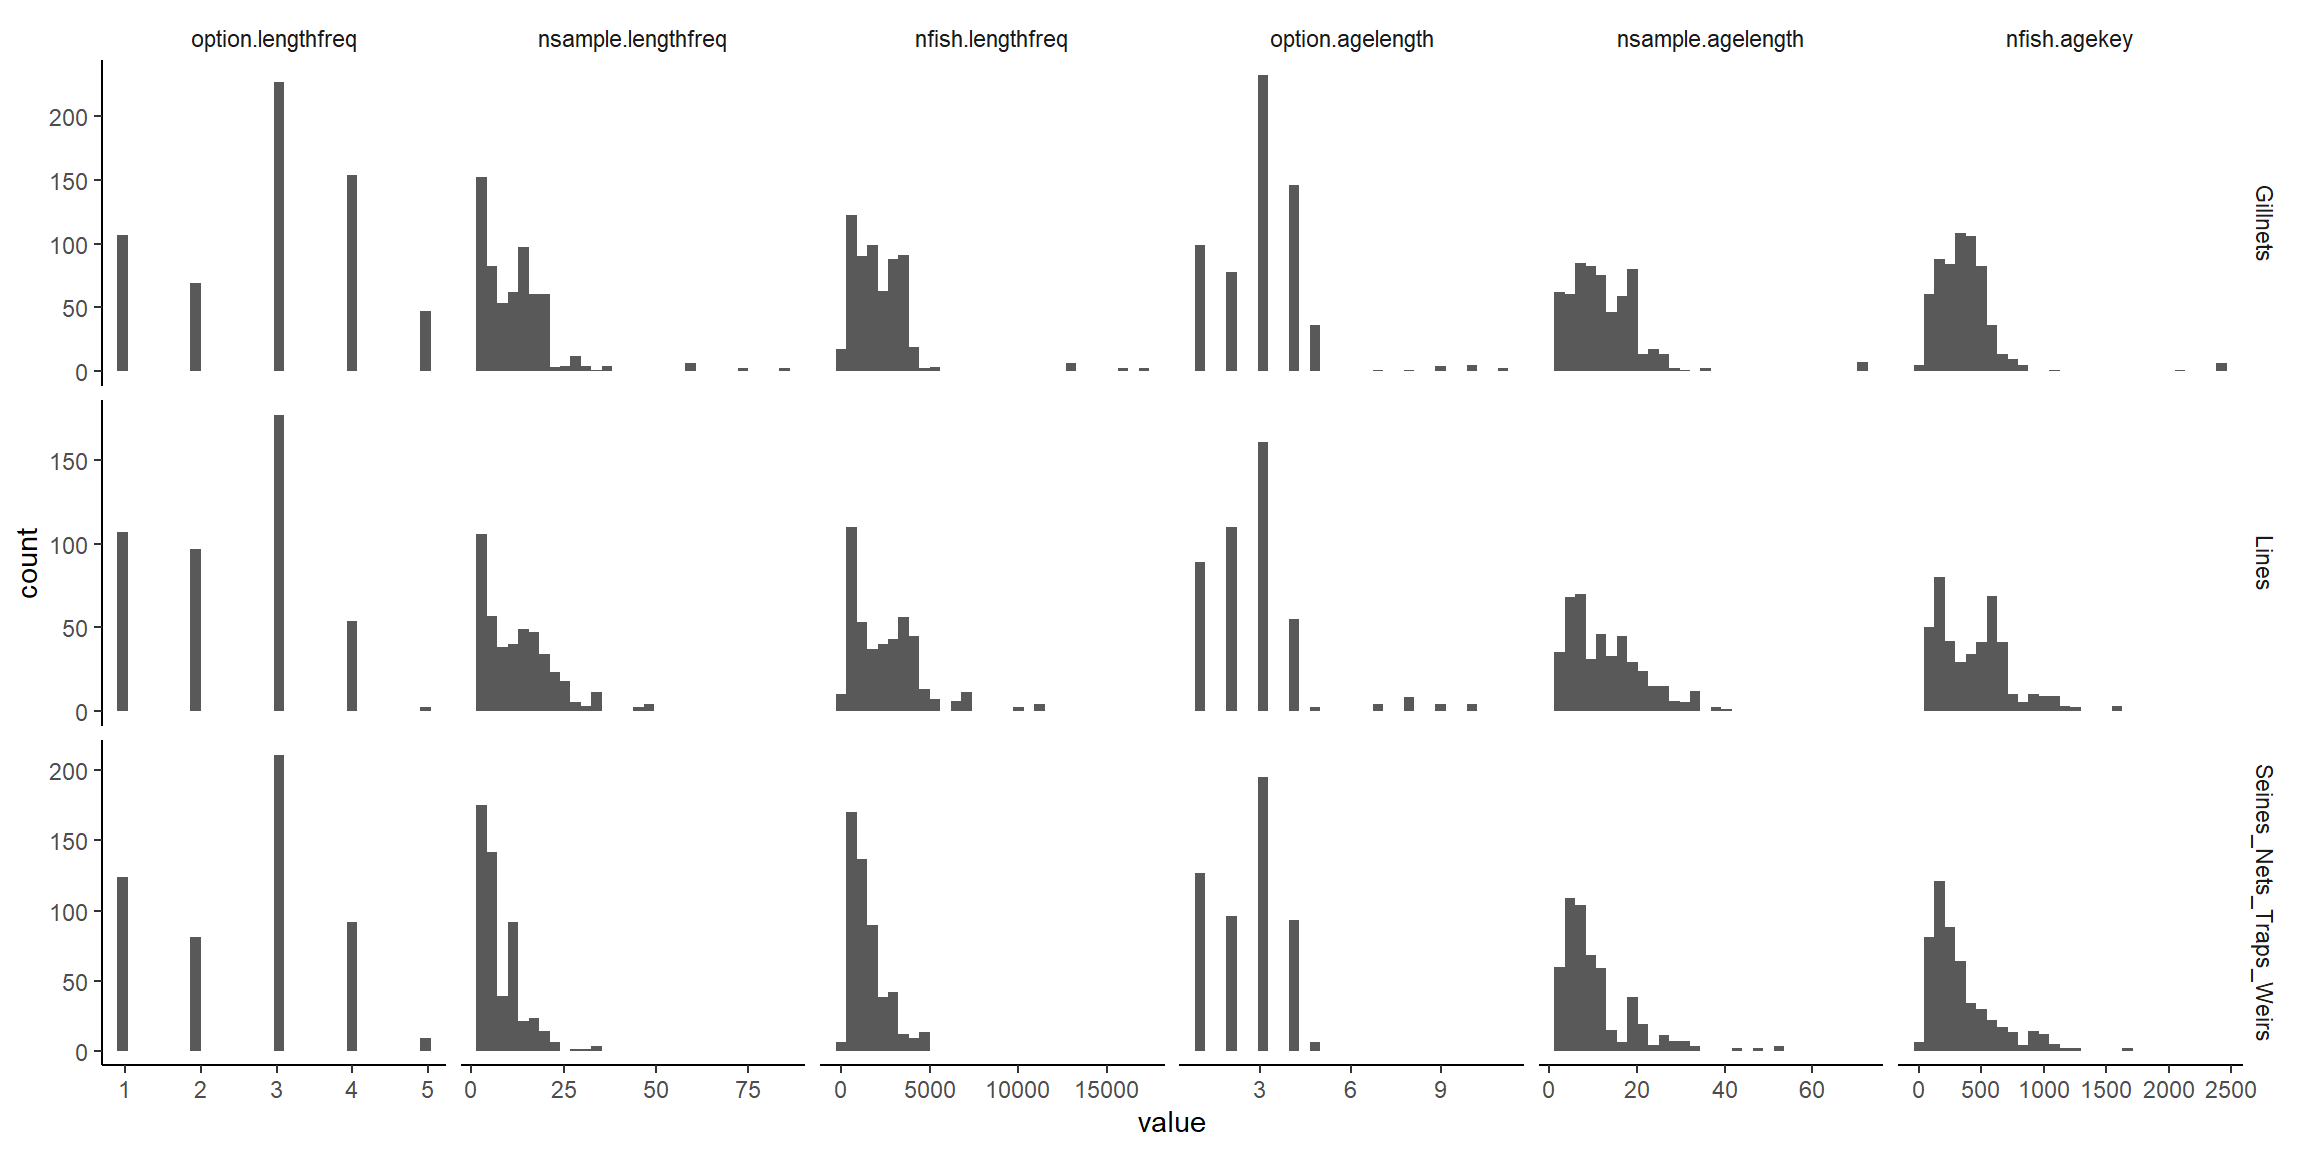 option.lengthfreq nsample.lengthfreq nfish.lengthfreq option.agelength nsample.agelength nfish.agekey
200
150
100
50
0
Gillnets
150
100
50
0
Lines
count
200
150
100
50
0
Seines_Nets_Traps_Weirs
1 2 3 4 5 0 25 50 75 0 5000 10000 15000 3 6 9 0 20 40 60 0 500 1000 1500 2000 2500
value